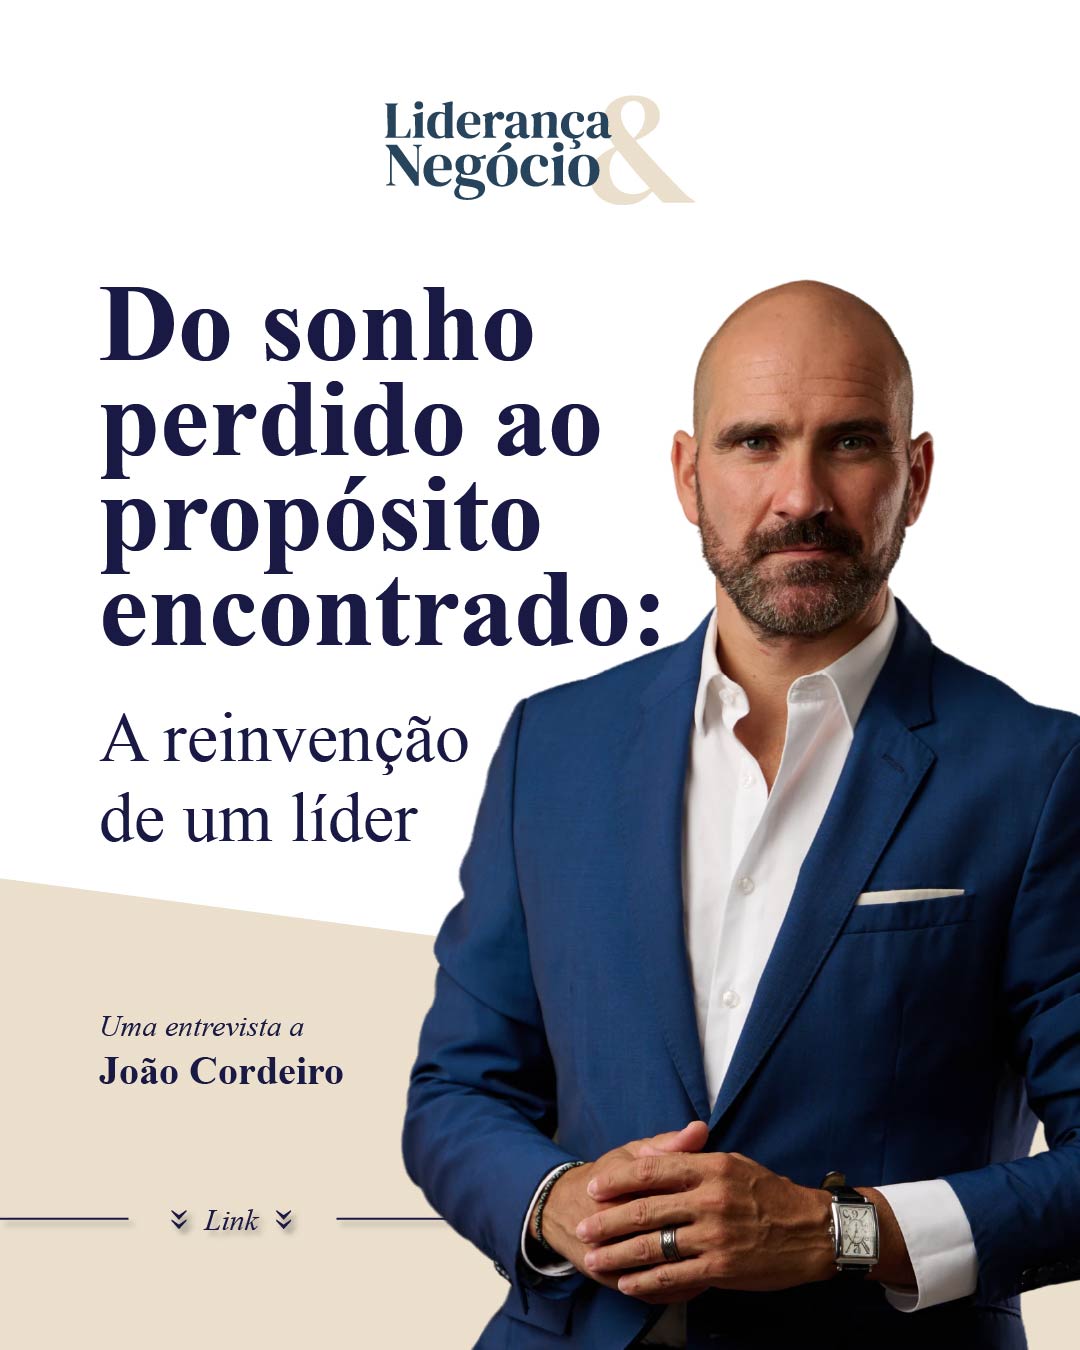 Liderança &
Negócio
Do sonho
perdido ao
propósito
encontrado:
A reinvenção
de um líder
Uma entrevista a
João Cordeiro
Link